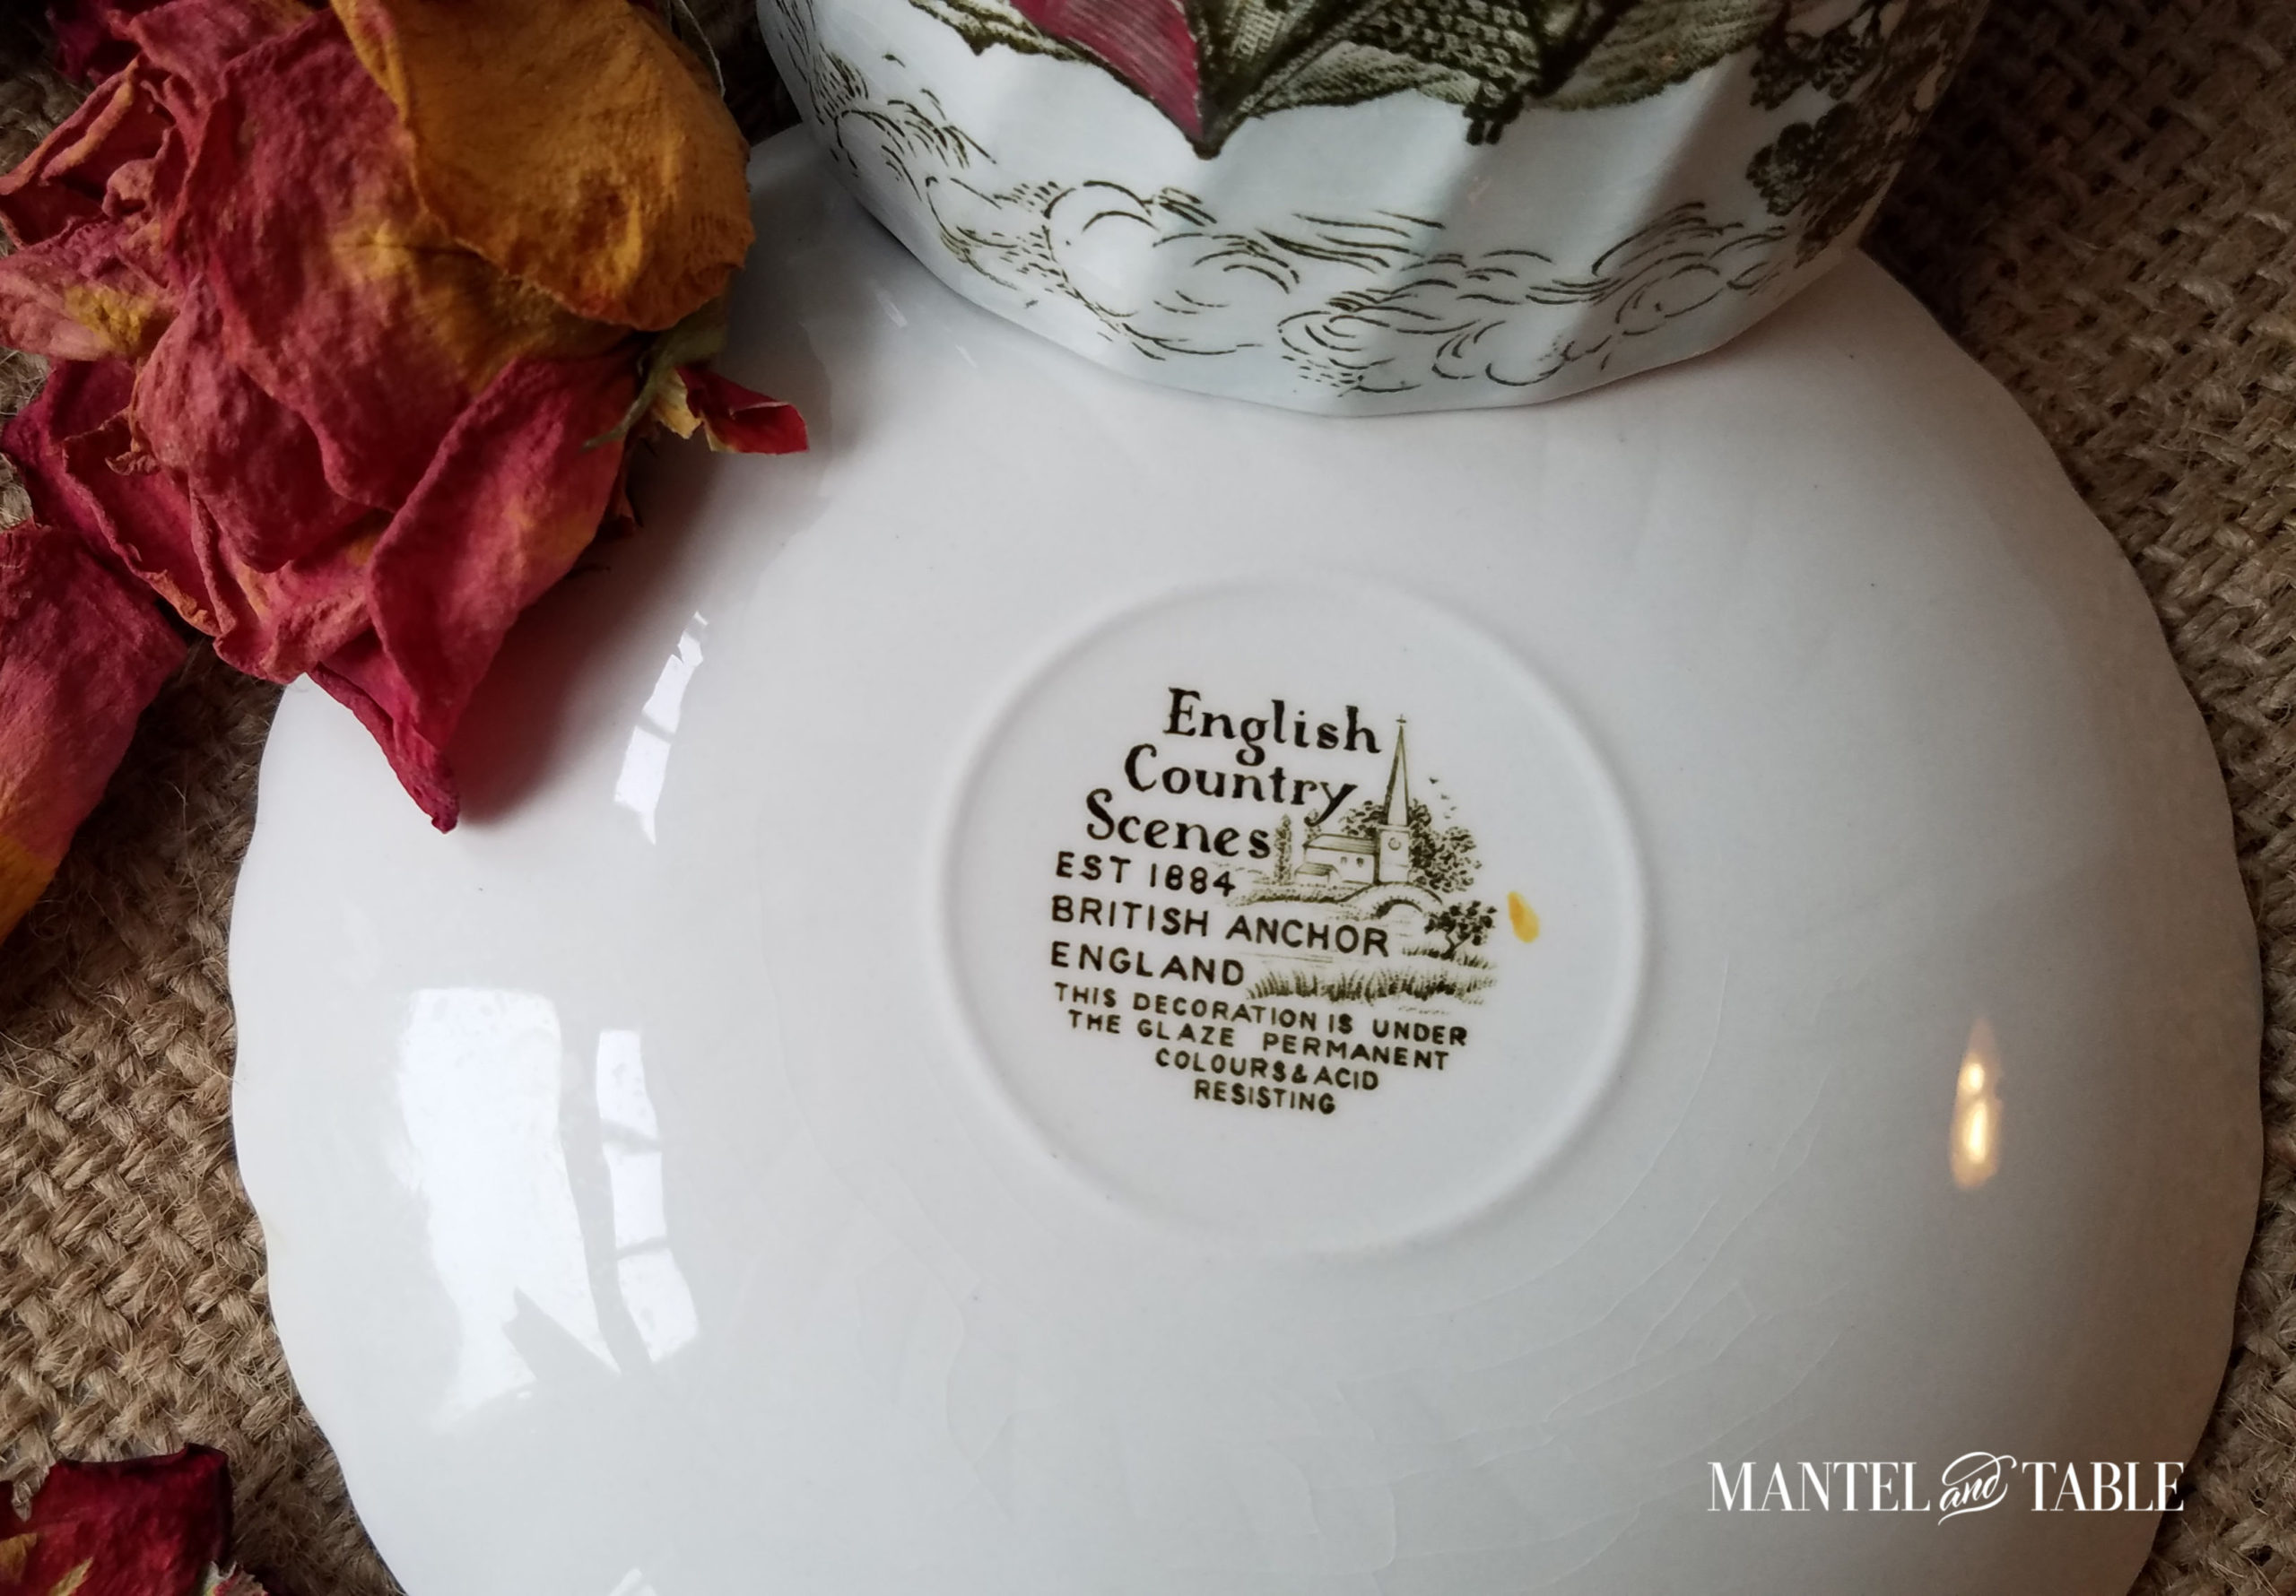 English
Country
Scenes
EST 1884
BRITISH ANCHOR
ENGLAND
THIS DECORATION IS UNDER
THE GLAZE PERMANENT
COLOURS & ACID
RESISTING
MANTEL and TABLE